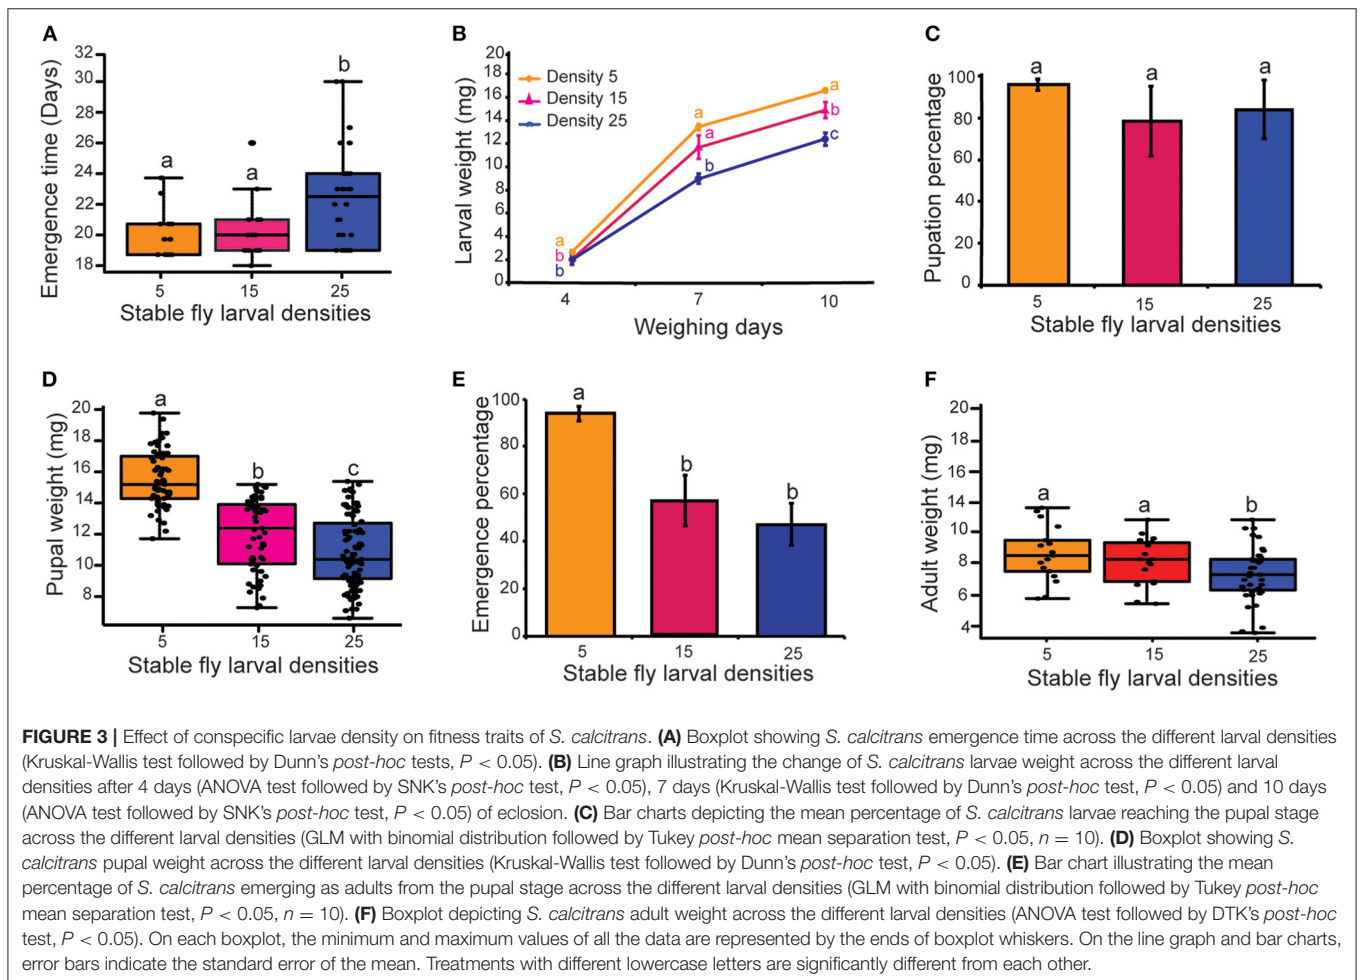 A
Emergence time (Days)
32
30
28
26
24
22
20
18
a
a
b
5
15
25
Stable fly larval densities
B
Larval weight (mg)
20
18
16
14
12
10
8
6
4
2
0
Density 5
Density 15
Density 25
a
b
b
a
a
b
a
b
c
4
7
10
Weighing days
C
Pupation percentage
100
80
60
40
20
0
a
a
a
5
15
25
Stable fly larval densities
D
Pupal weight (mg)
20
18
16
14
12
10
8
a
b
c
5
15
25
Stable fly larval densities
E
Emergence percentage
100
80
60
40
20
0
a
b
b
5
15
25
Stable fly larval densities
F
Adult weight (mg)
20
18
16
14
10
8
6
4
a
a
b
5
15
25
Stable fly larval densities
FIGURE 3 | Effect of conspecific larvae density on fitness traits of S. calcitrans. (A) Boxplot showing S. calcitrans emergence time across the different larval densities
(Kruskal-Wallis test followed by Dunn's post-hoc tests, P < 0.05). (B) Line graph illustrating the change of S. calcitrans larvae weight across the different larval
densities after 4 days (ANOVA test followed by SNK's post-hoc test, P < 0.05), 7 days (Kruskal-Wallis test followed by Dunn's post-hoc test, P < 0.05) and 10 days
(ANOVA test followed by SNK's post-hoc test, P < 0.05) of eclosion. (C) Bar charts depicting the mean percentage of S. calcitrans larvae reaching the pupal stage
across the different larval densities (GLM with binomial distribution followed by Tukey post-hoc mean separation test, P < 0.05, n = 10). (D) Boxplot showing S.
calcitrans pupal weight across the different larval densities (Kruskal-Wallis test followed by Dunn's post-hoc test, P < 0.05). (E) Bar chart illustrating the mean
percentage of S. calcitrans emerging as adults from the pupal stage across the different larval densities (GLM with binomial distribution followed by Tukey post-hoc
mean separation test, P < 0.05, n = 10). (F) Boxplot depicting S. calcitrans adult weight across the different larval densities (ANOVA test followed by DTK's post-hoc
test, P < 0.05). On each boxplot, the minimum and maximum values of all the data are represented by the ends of boxplot whiskers. On the line graph and bar charts,
error bars indicate the standard error of the mean. Treatments with different lowercase letters are significantly different from each other.